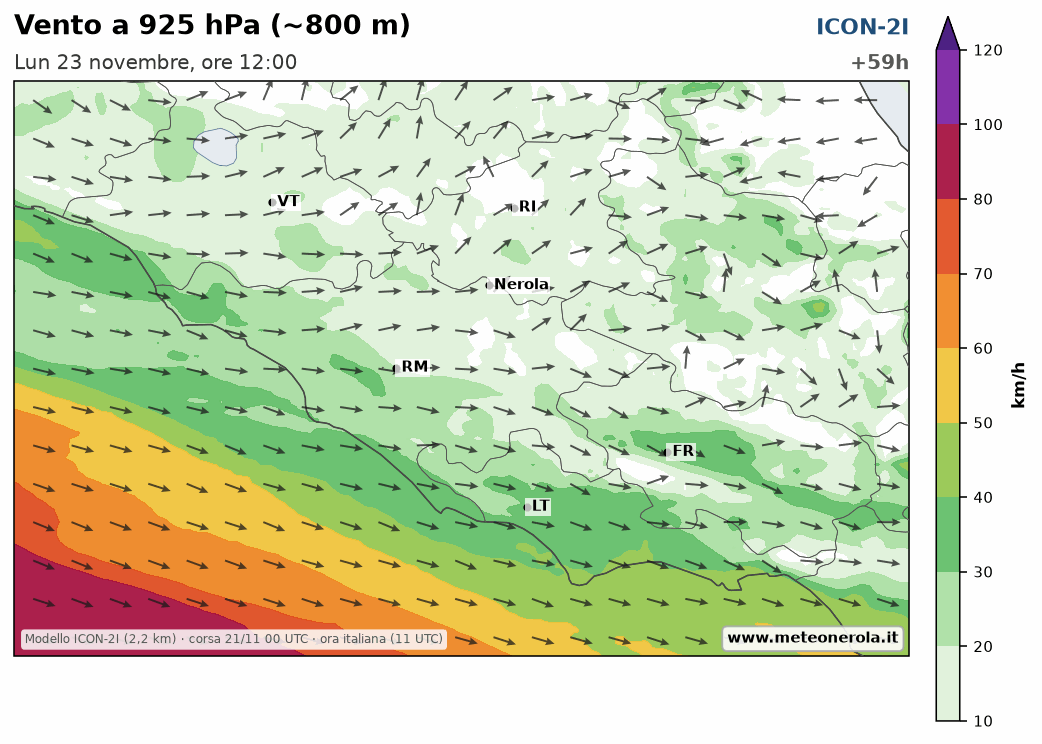 Vento a 925 hPa (~800 m)
ICON-2I
Lun 23 novembre, ore 12:00
+59h
120
100
80
70
60
50
40
30
20
10
km/h
VT
RI
Nerola
RM
FR
LT
Modello ICON-2I (2,2 km) · corsa 21/11 00 UTC · ora italiana (11 UTC)
www.meteonerola.it